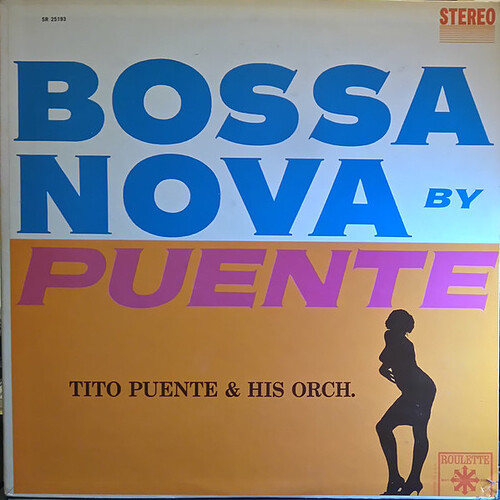 SR 25193
STEREO
BOSSA
NOVA BY
PUENTE
TITO PUENTE & HIS ORCH.
ROULETTE